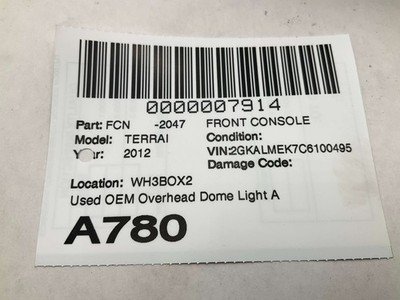 0000007914
Part: FCN -2047 FRONT CONSOLE
Model: TERRAI Condition:
Year: 2012 VIN:2GKALMEK7C6100495
Damage Code:
Location: WH3BOX2
Used OEM Overhead Dome Light A
A780